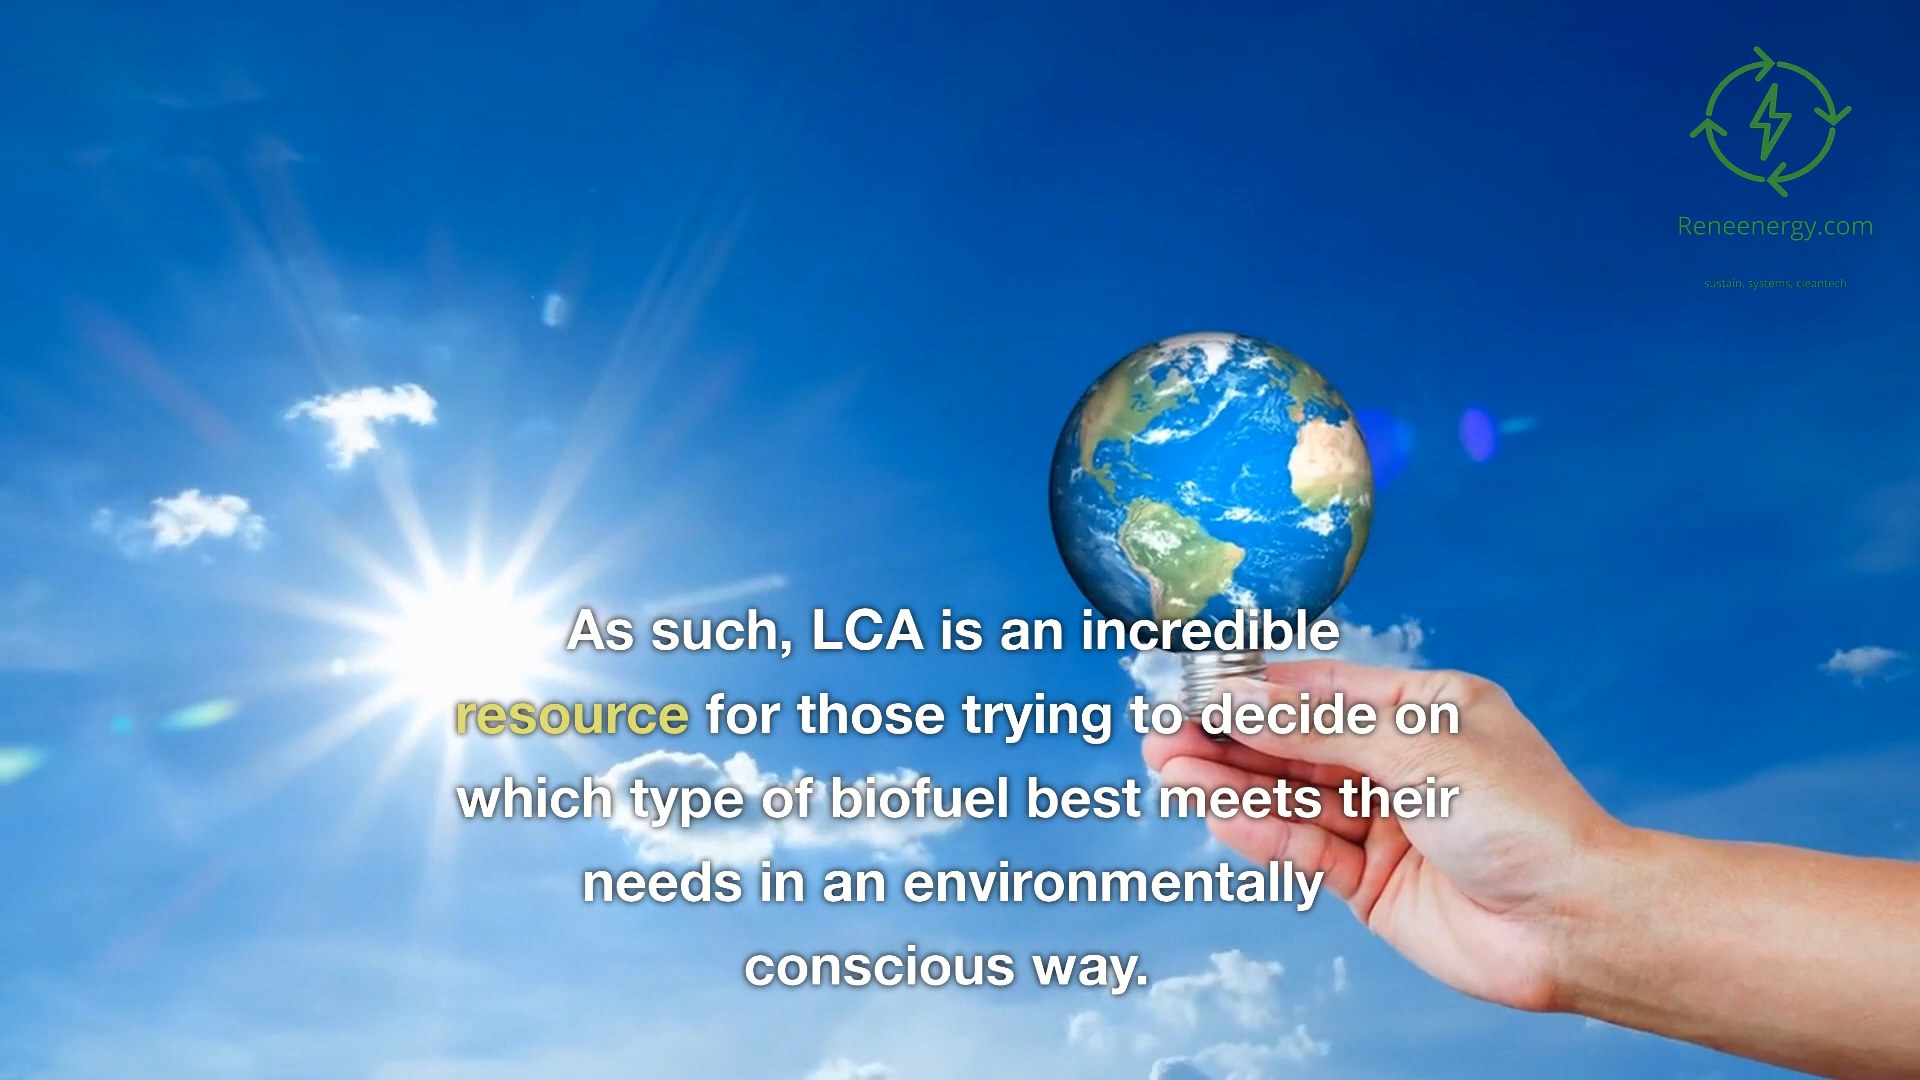 Reneenergy.com
sustain, systems, cleantech
As such, LCA is an incredible
resource for those trying to decide on
which type of biofuel best meets their
needs in an environmentally
conscious way.